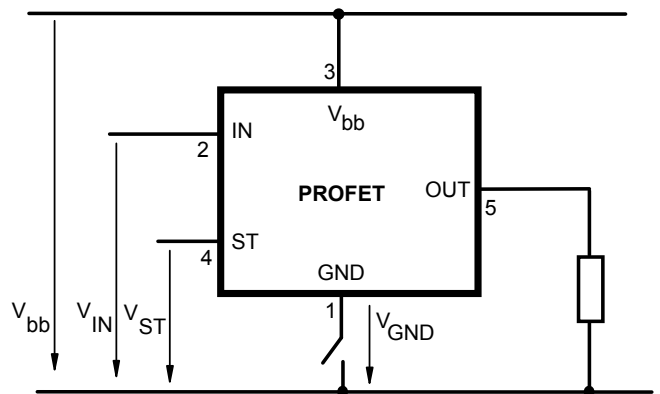 3
V_bb
IN
2
PROFET
OUT
5
ST
4
GND
1
V_bb
V_IN
V_ST
V_GND